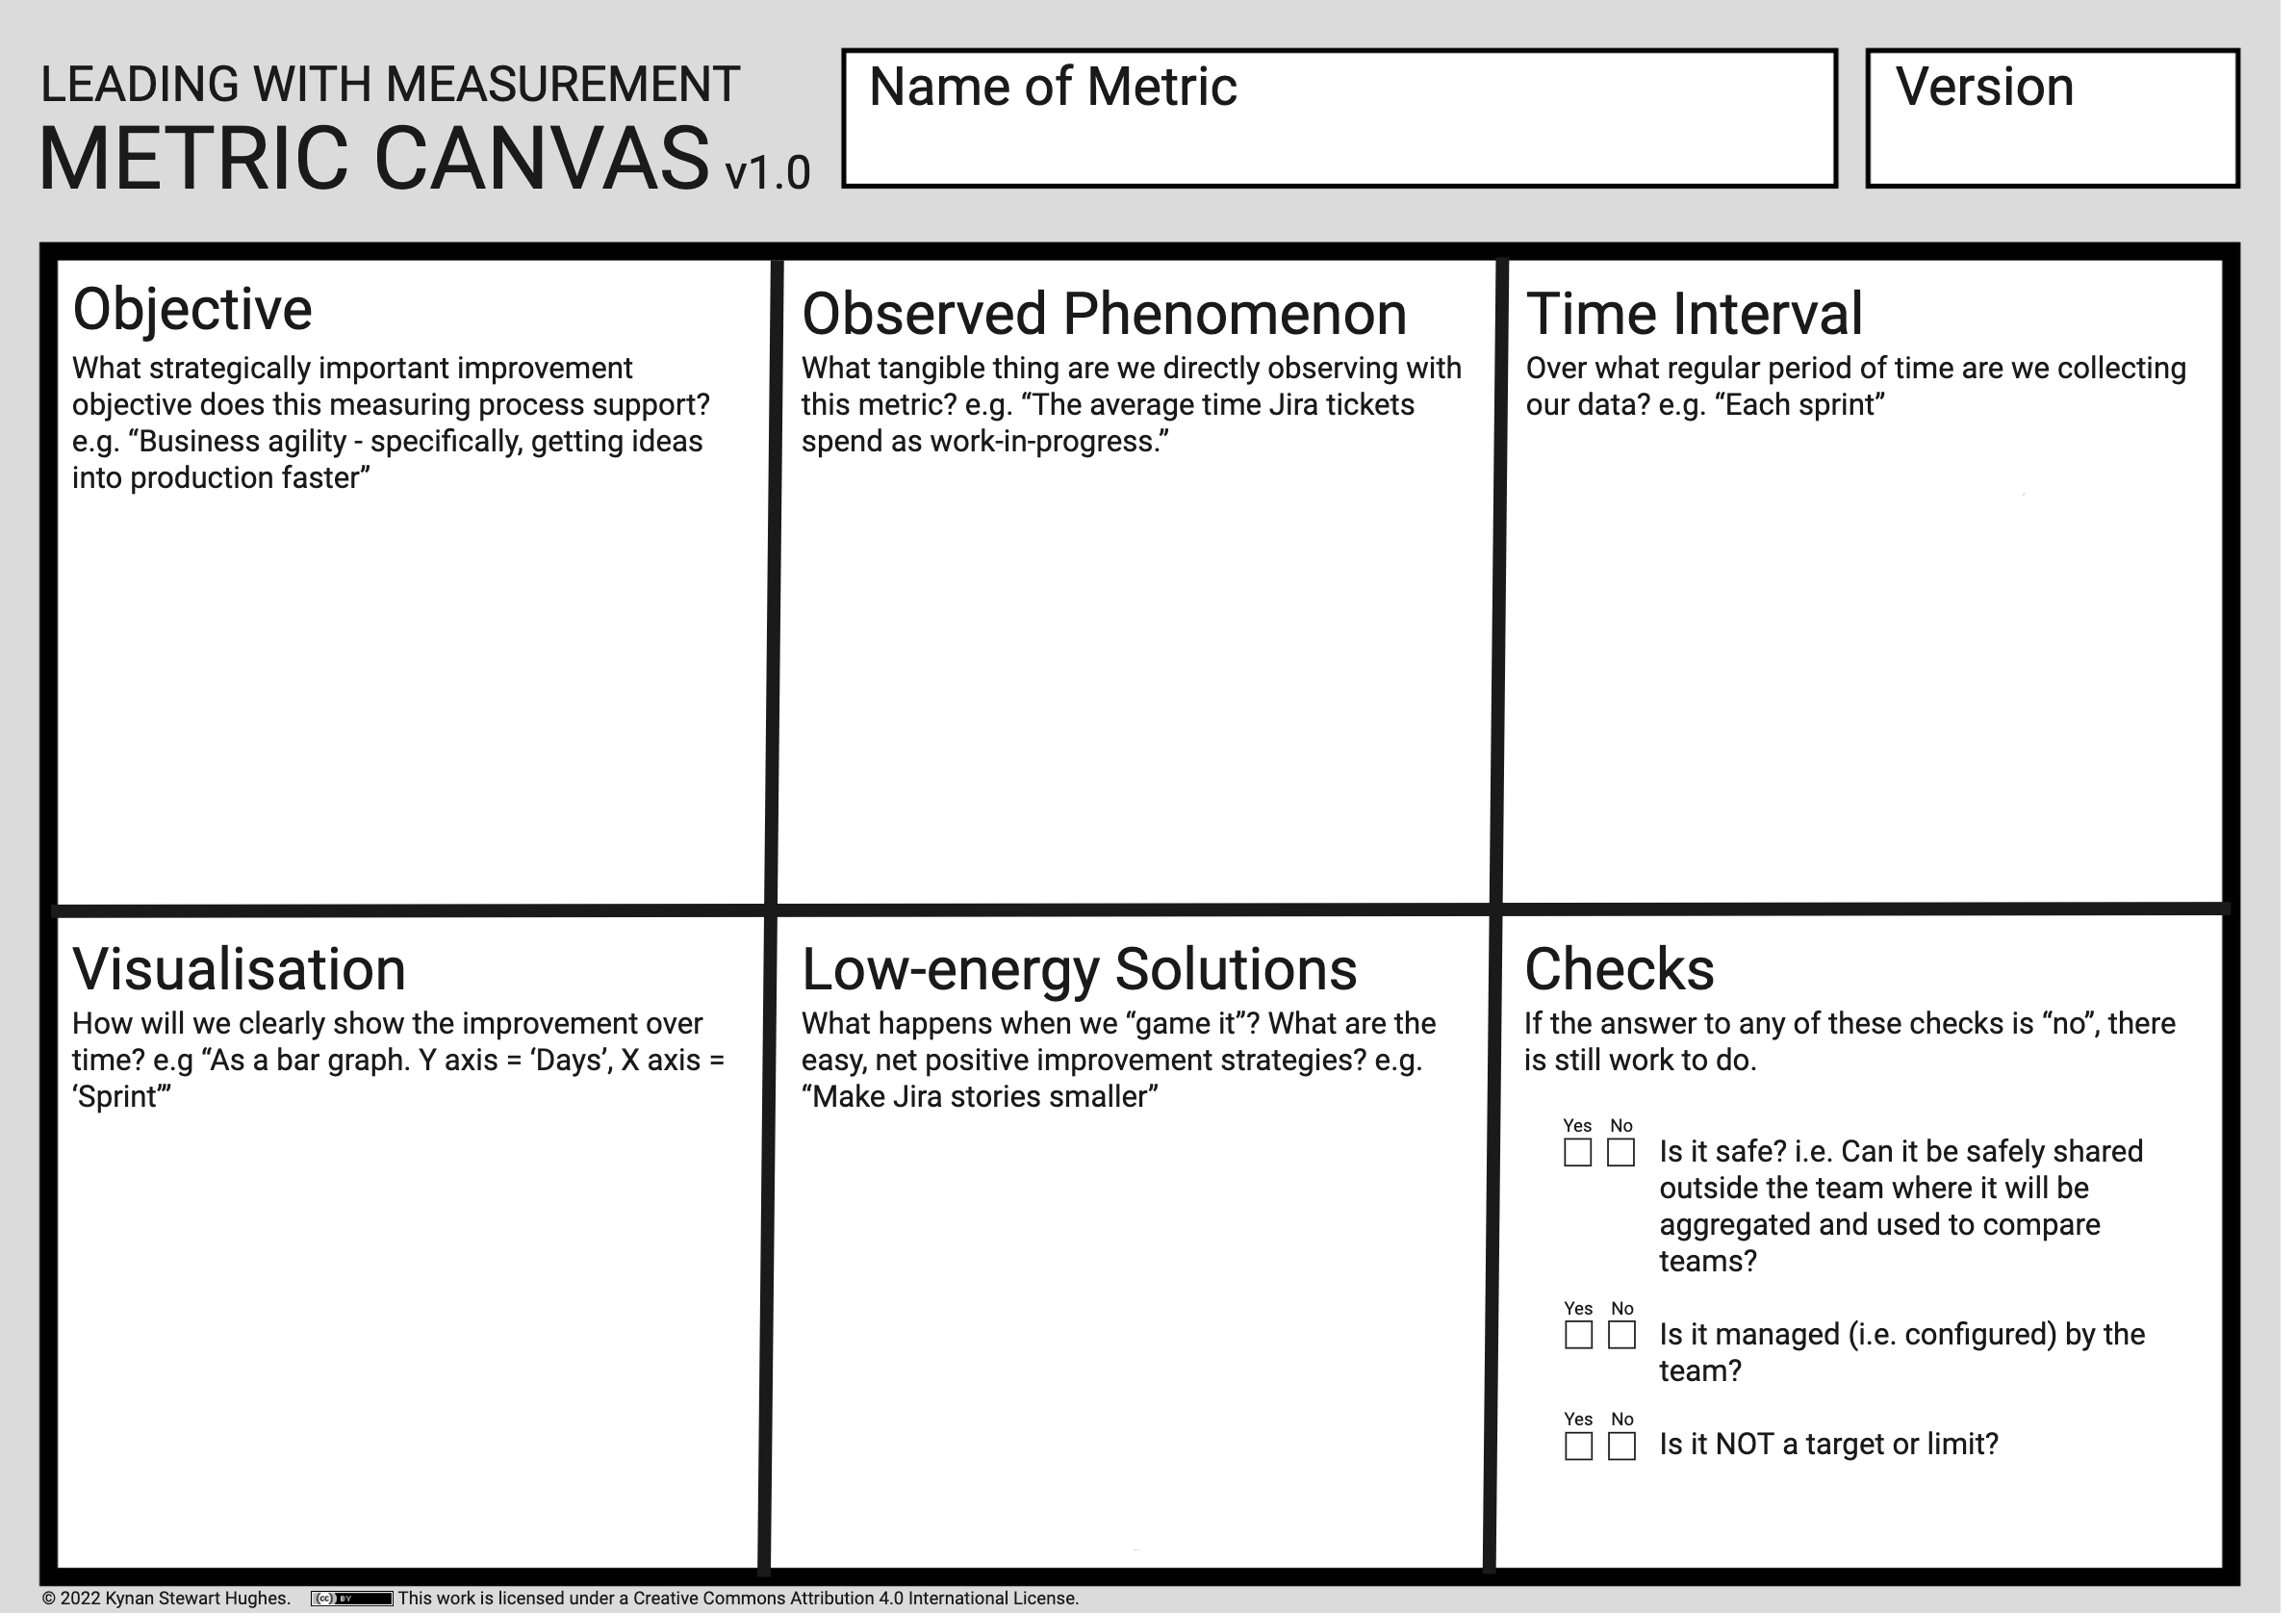 LEADING WITH MEASUREMENT
METRIC CANVAS v1.0
Name of Metric
Version
Objective
What strategically important improvement
objective does this measuring process support?
e.g. “Business agility - specifically, getting ideas
into production faster”
Observed Phenomenon
What tangible thing are we directly observing with
this metric? e.g. “The average time Jira tickets
spend as work-in-progress.”
Time Interval
Over what regular period of time are we collecting
our data? e.g. “Each sprint”
Visualisation
How will we clearly show the improvement over
time? e.g “As a bar graph. Y axis = ‘Days’, X axis =
‘Sprint’”
Low-energy Solutions
What happens when we “game it”? What are the
easy, net positive improvement strategies? e.g.
“Make Jira stories smaller”
Checks
If the answer to any of these checks is “no”, there
is still work to do.
Yes No
Is it safe? i.e. Can it be safely shared
outside the team where it will be
aggregated and used to compare
teams?
Yes No
Is it managed (i.e. configured) by the
team?
Yes No
Is it NOT a target or limit?
© 2022 Kynan Stewart Hughes. (cc) BY This work is licensed under a Creative Commons Attribution 4.0 International License.